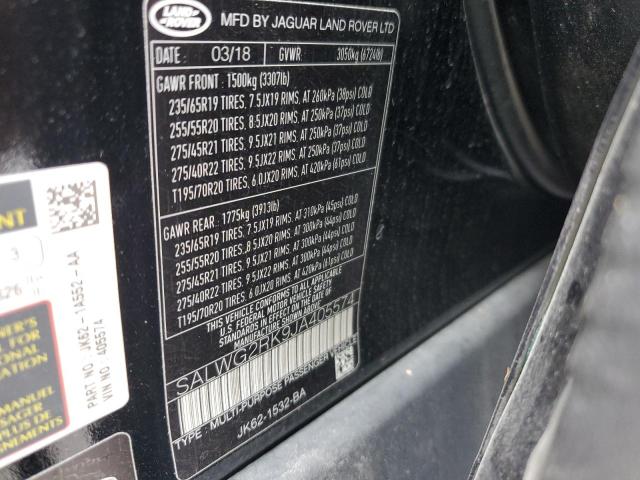 LAND-
ROVER
MFD BY JAGUAR LAND ROVER LTD
DATE: 03/18 GVWR: 3050kg (6724lb)
GAWR FRONT : 1500kg (3307lb)
235/65R19 TIRES, 7.5JX19 RIMS, AT 260kPa (38psi) COLD
255/55R20 TIRES, 8.5JX20 RIMS, AT 250kPa (37psi) COLD
275/45R21 TIRES, 9.5JX21 RIMS, AT 250kPa (37psi) COLD
275/40R22 TIRES, 9.5JX22 RIMS, AT 250kPa (37psi) COLD
T195/70R20 TIRES, 6.0JX20 RIMS, AT 420kPa (61psi) COLD
GAWR REAR: 1775kg (3913lb)
235/65R19 TIRES, 7.5JX19 RIMS, AT 310kPa (45psi) COLD
255/55R20 TIRES, 8.5JX20 RIMS, AT 300kPa (44psi) COLD
275/45R21 TIRES, 9.5JX21 RIMS, AT 300kPa (44psi) COLD
275/40R22 TIRES, 9.5JX22 RIMS, AT 300kPa (44psi) COLD
T195/70R20 TIRES, 6.0JX20 RIMS, AT 420kPa (61psi) COLD
THIS VEHICLE CONFORMS TO ALL APPLICABLE
FEDERAL MOTOR VEHICLE SAFETY
STANDARDS IN EFFECT ON THE DATE OF
MANUFACTURE SHOWN ABOVE
SALWG2RK9JA405574
TYPE : MULTI-PURPOSE PASSENGER VEHICLE
JK62-1532-BA
3
PART NO. JK62-1A552-AA
VIN NO. 405574
MANUEL